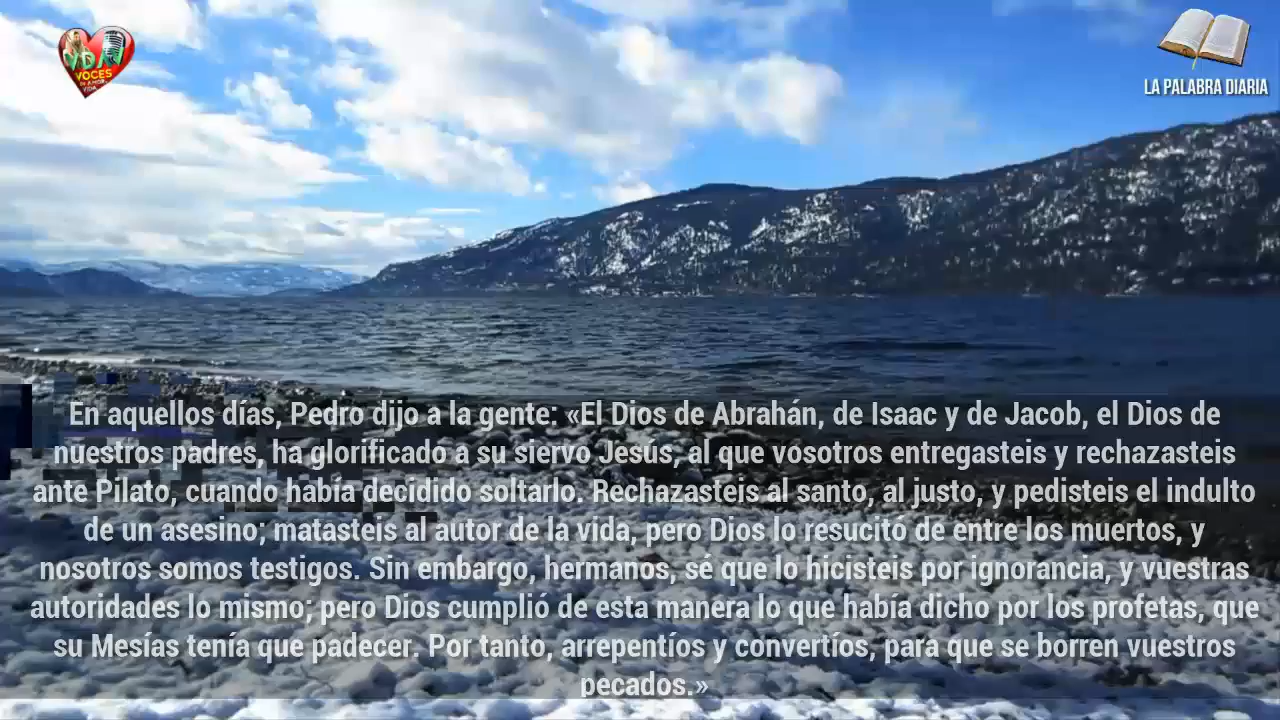 VDA
VOCES
DE AMOR
VIDA
LA PALABRA DIARIA
En aquellos días, Pedro dijo a la gente: «El Dios de Abrahán, de Isaac y de Jacob, el Dios de
nuestros padres, ha glorificado a su siervo Jesús, al que vosotros entregasteis y rechazasteis
ante Pilato, cuando había decidido soltarlo. Rechazasteis al santo, al justo, y pedisteis el indulto
de un asesino; matasteis al autor de la vida, pero Dios lo resucitó de entre los muertos, y
nosotros somos testigos. Sin embargo, hermanos, sé que lo hicisteis por ignorancia, y vuestras
autoridades lo mismo; pero Dios cumplió de esta manera lo que había dicho por los profetas, que
su Mesías tenía que padecer. Por tanto, arrepentíos y convertíos, para que se borren vuestros
pecados.»